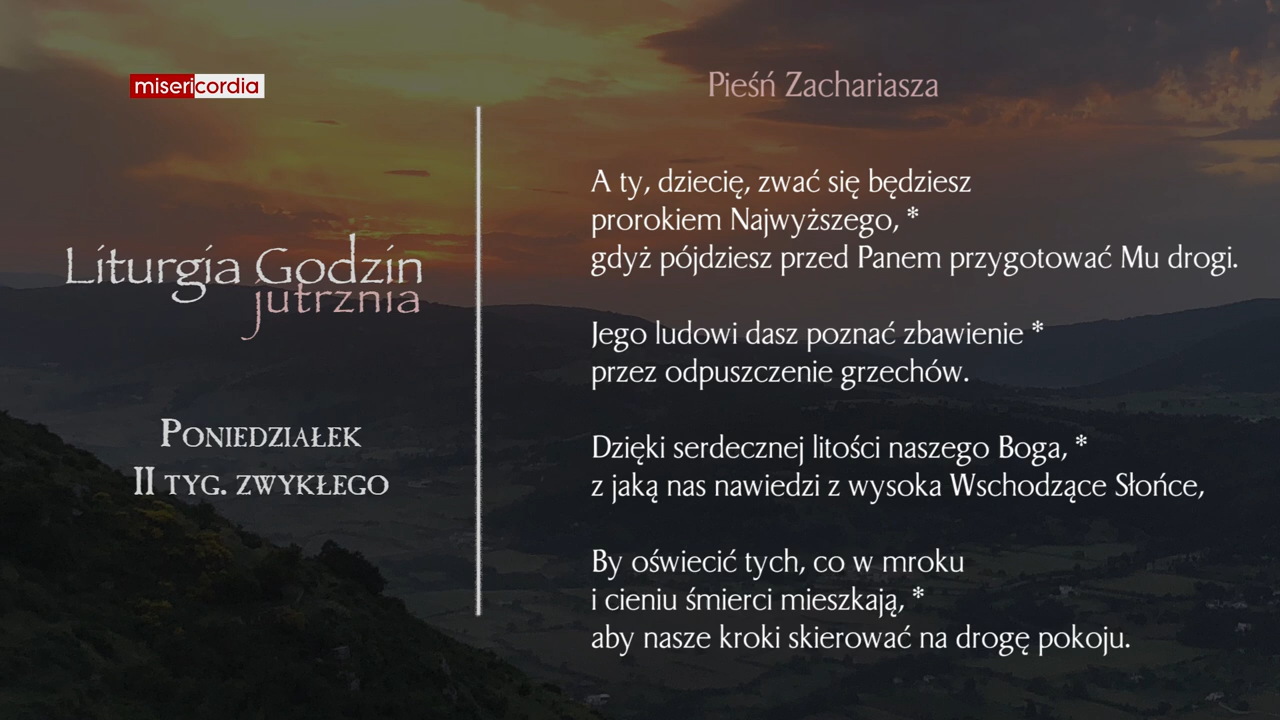 misericordia
Liturgia Godzin
jutrznia
Poniedziałek
II tyg. zwykłego
Pieśń Zachariasza
A ty, dziecię, zwać się będziesz
prorokiem Najwyższego, *
gdyż pójdziesz przed Panem przygotować Mu drogi.
Jego ludowi dasz poznać zbawienie *
przez odpuszczenie grzechów.
Dzięki serdecznej litości naszego Boga, *
z jaką nas nawiedzi z wysoka Wschodzące Słońce,
By oświecić tych, co w mroku
i cieniu śmierci mieszkają, *
aby nasze kroki skierować na drogę pokoju.